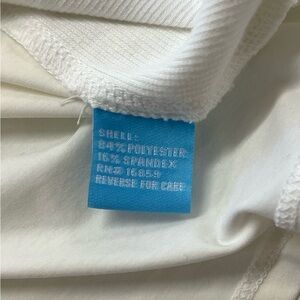 SHELL:
84% POLYESTER
16% SPANDEX
RN# 16859
REVERSE FOR CARE